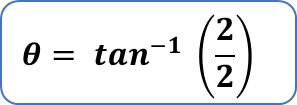 θ = tan⁻¹ (2/2)